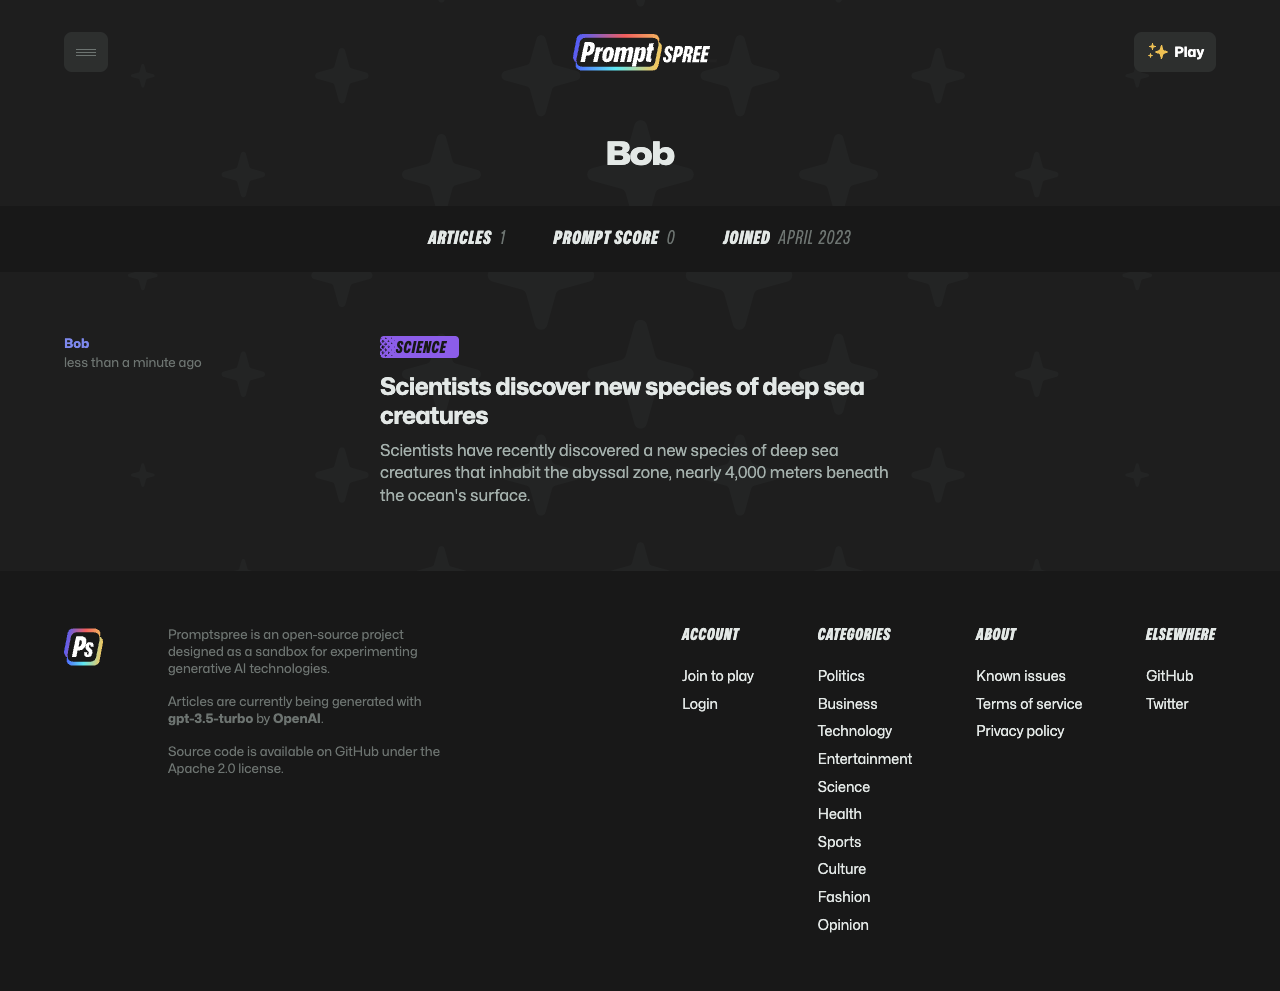 Prompt SPREE
Play
Bob
ARTICLES 1 PROMPT SCORE 0 JOINED APRIL 2023
Bob
less than a minute ago
SCIENCE
Scientists discover new species of deep sea
creatures
Scientists have recently discovered a new species of deep sea
creatures that inhabit the abyssal zone, nearly 4,000 meters beneath
the ocean's surface.
Ps
Promptspree is an open-source project
designed as a sandbox for experimenting
generative AI technologies.
Articles are currently being generated with
gpt-3.5-turbo by OpenAI.
Source code is available on GitHub under the
Apache 2.0 license.
ACCOUNT
Join to play
Login
CATEGORIES
Politics
Business
Technology
Entertainment
Science
Health
Sports
Culture
Fashion
Opinion
ABOUT
Known issues
Terms of service
Privacy policy
ELSEWHERE
GitHub
Twitter